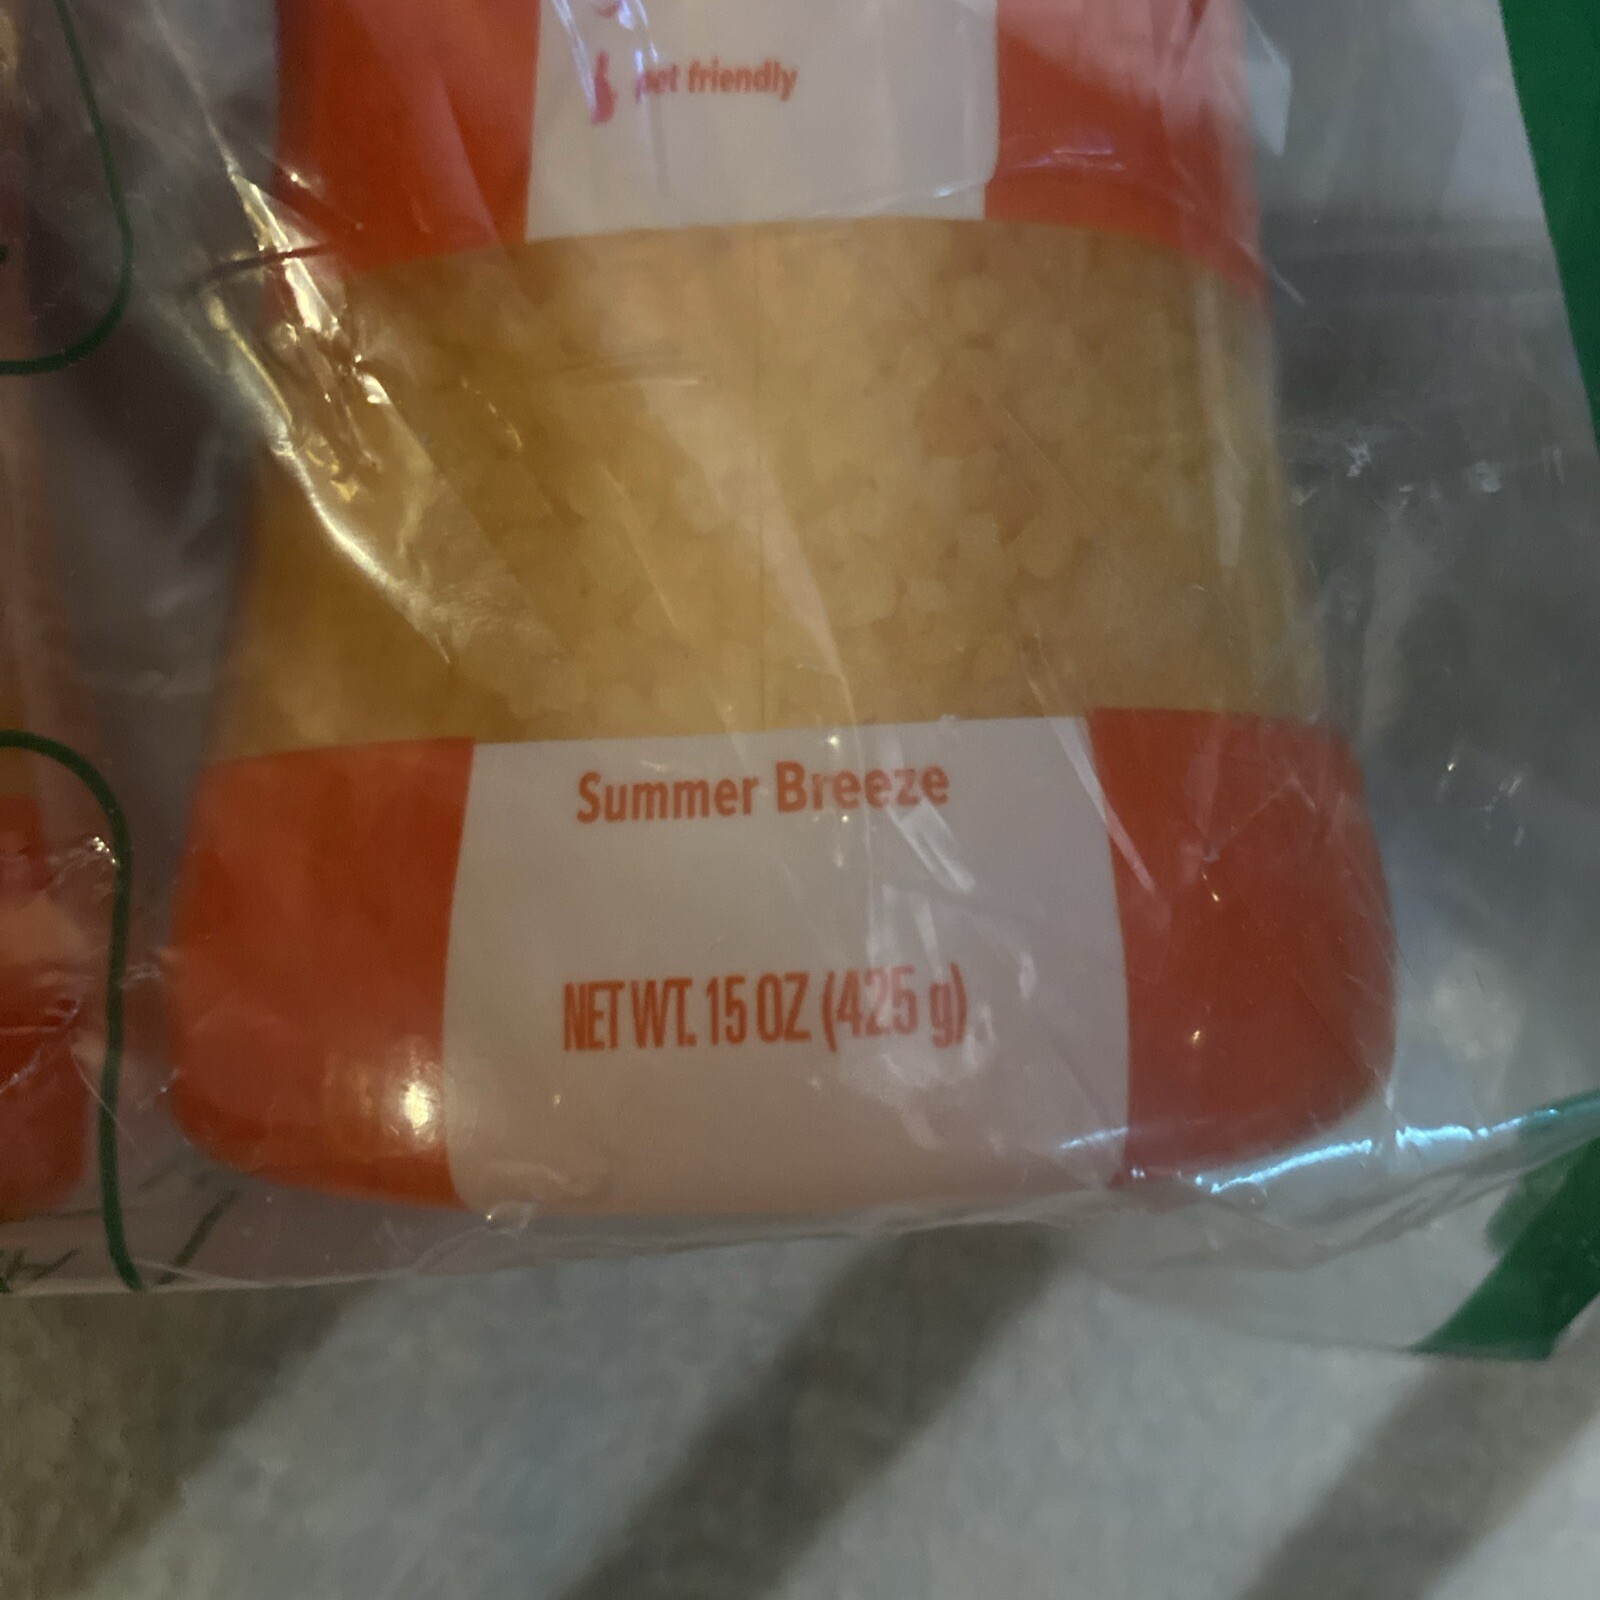 pet friendly
Summer Breeze
NET WT. 15 OZ (425 g)